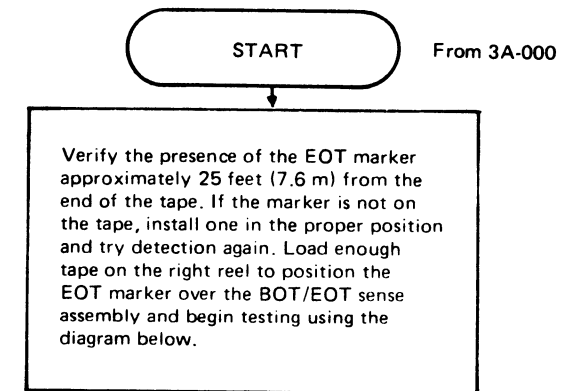 START
From 3A-000
Verify the presence of the EOT marker
approximately 25 feet (7.6 m) from the
end of the tape. If the marker is not on
the tape, install one in the proper position
and try detection again. Load enough
tape on the right reel to position the
EOT marker over the BOT/EOT sense
assembly and begin testing using the
diagram below.